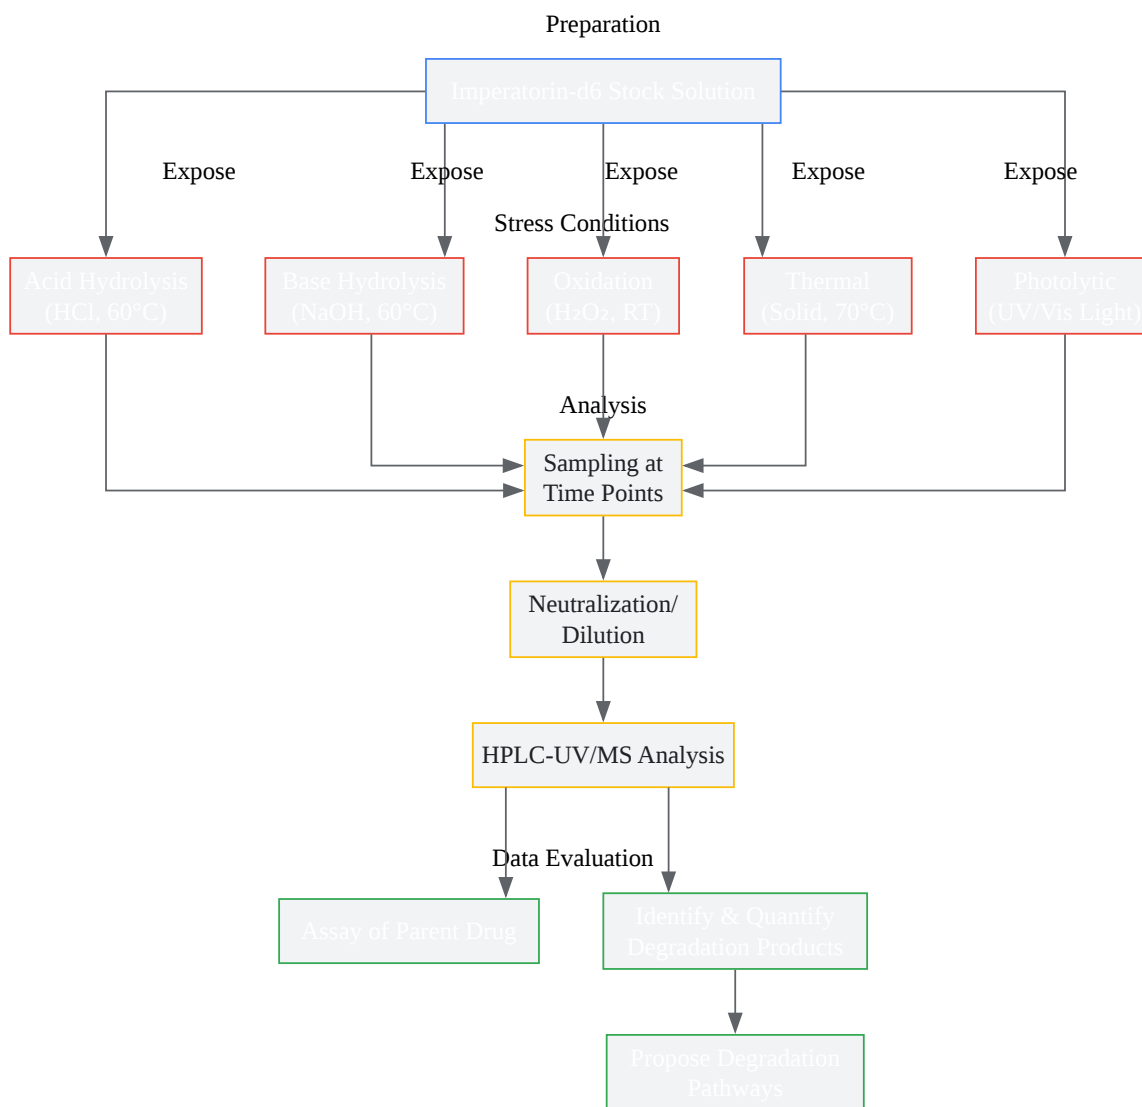 Preparation
Imperatorin-d6 Stock Solution
Expose
Expose
Expose
Expose
Expose
Stress Conditions
Acid Hydrolysis
(HCl, 60°C)
Base Hydrolysis
(NaOH, 60°C)
Oxidation
(H₂O₂, RT)
Thermal
(Solid, 70°C)
Photolytic
(UV/Vis Light)
Analysis
Sampling at
Time Points
Neutralization/
Dilution
HPLC-UV/MS Analysis
Data Evaluation
Assay of Parent Drug
Identify & Quantify
Degradation Products
Propose Degradation
Pathways